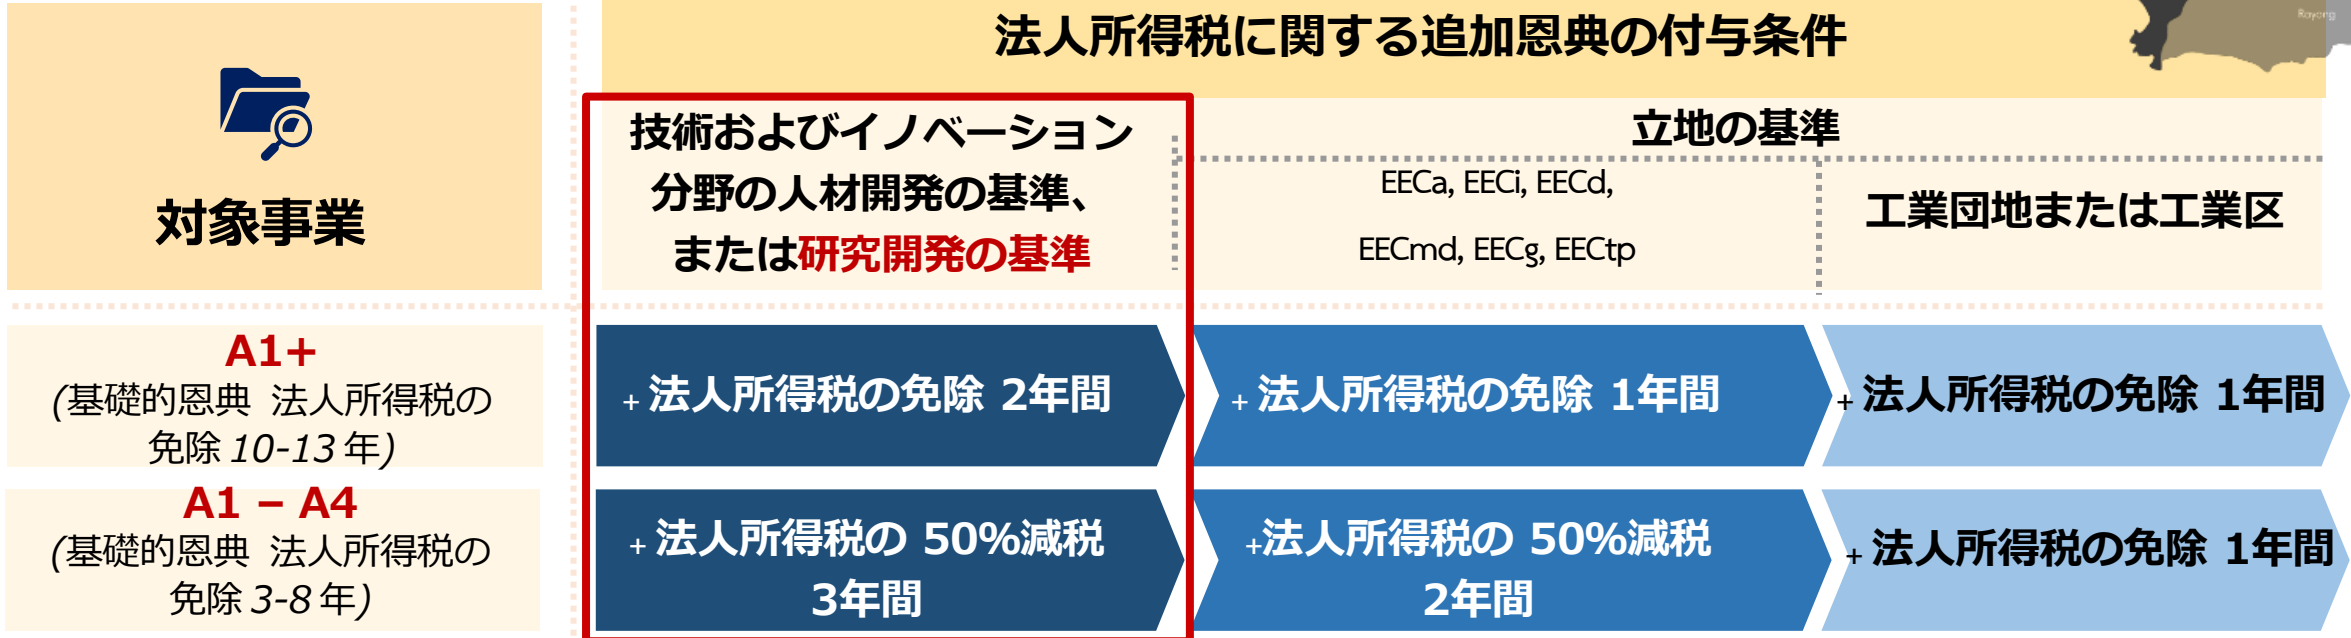 法人所得税に関する追加恩典の付与条件
Rayong
対象事業
技術およびイノベーション
分野の人材開発の基準、
または研究開発の基準
立地の基準
EECa, EECi, EECd,
EECmd, EECg, EECtp
工業団地または工業区
A1+
(基礎的恩典 法人所得税の
免除 10-13 年)
+ 法人所得税の免除 2年間
+ 法人所得税の免除 1年間
+ 法人所得税の免除 1年間
A1 – A4
(基礎的恩典 法人所得税の
免除 3-8 年)
+ 法人所得税の 50%減税
3年間
+法人所得税の 50%減税
2年間
+ 法人所得税の免除 1年間